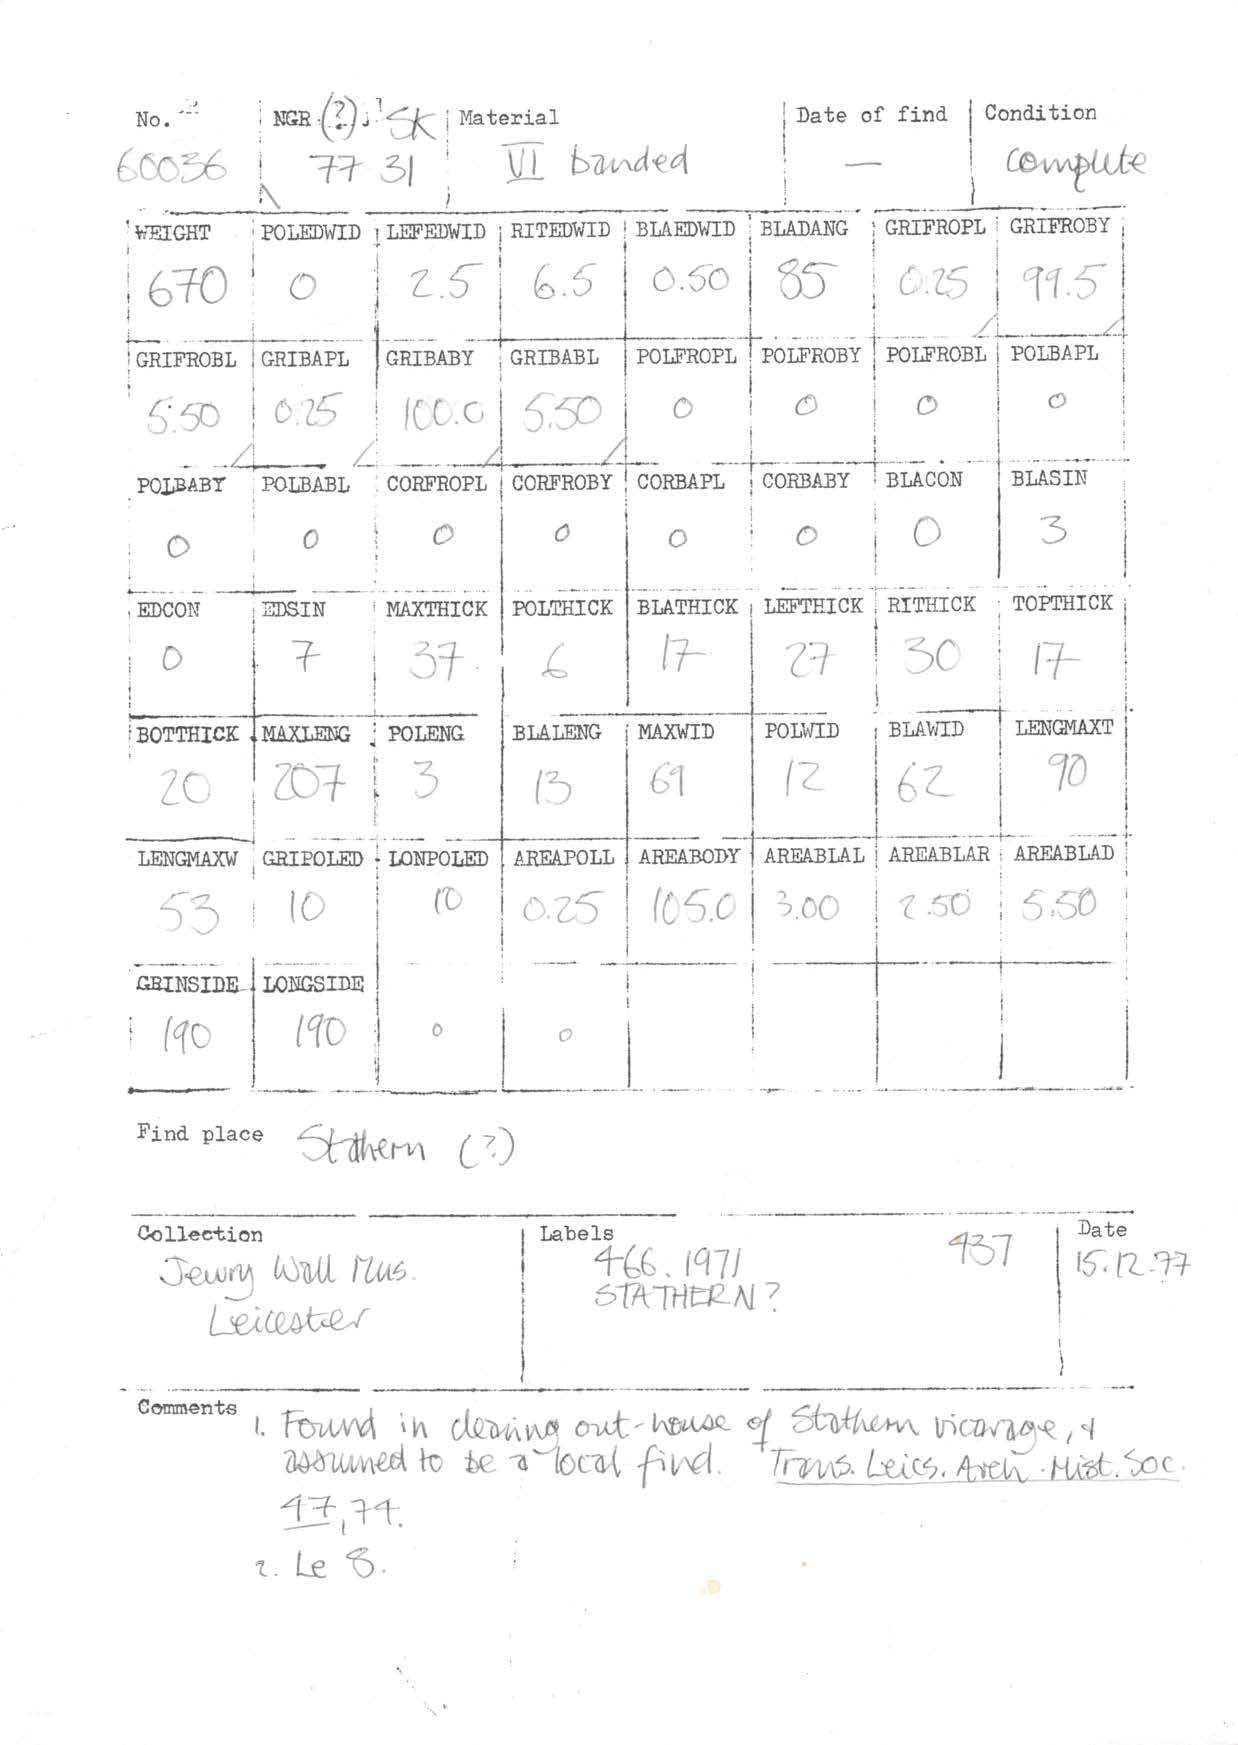 No. NGR (?) SK Material Date of find Condition
60036 77 31 VI banded — complete
WEIGHT POLEDWID LEFEDWID RITEDWID BLAEDWID BLADANG GRIFROPL GRIFROBY
670 0 2.5 6.5 0.50 85 0.25 99.5
GRIFROBL GRIBAPL GRIBABY GRIBABL POLFROPL POLFROBY POLFROBL POLBAPL
5.50 0.25 100.0 5.50 0 0 0 0
POLBABY POLBABL CORFROPL CORFROBY CORBAPL CORBABY BLACON BLASIN
0 0 0 0 0 0 0 3
EDCON EDSIN MAXTHICK POLTHICK BLATHICK LEFTHICK RITHICK TOPTHICK
0 7 37 6 17 27 30 17
BOTTHICK MAXLENG POLENG BLALENG MAXWID POLWID BLAWID LENGMAXT
20 207 3 13 69 12 62 90
LENGMAXW GRIPOLED LONPOLED AREAPOLL AREABODY AREABLAL AREABLAR AREABLAD
53 10 10 0.25 105.0 3.00 2.50 5.50
GRINSIDE LONGSIDE
190 190 0 0
Find place Stathern (?)
Collection Labels 437 Date
Jewry Wall Mus. 466.1971 15.12.77
Leicester STATHERN?
Comments 1. Found in clearing out-house of Stathern vicarage, &
assumed to be a local find. Trans. Leics. Arch. Hist. Soc.
47, 74.
2. Le 8.